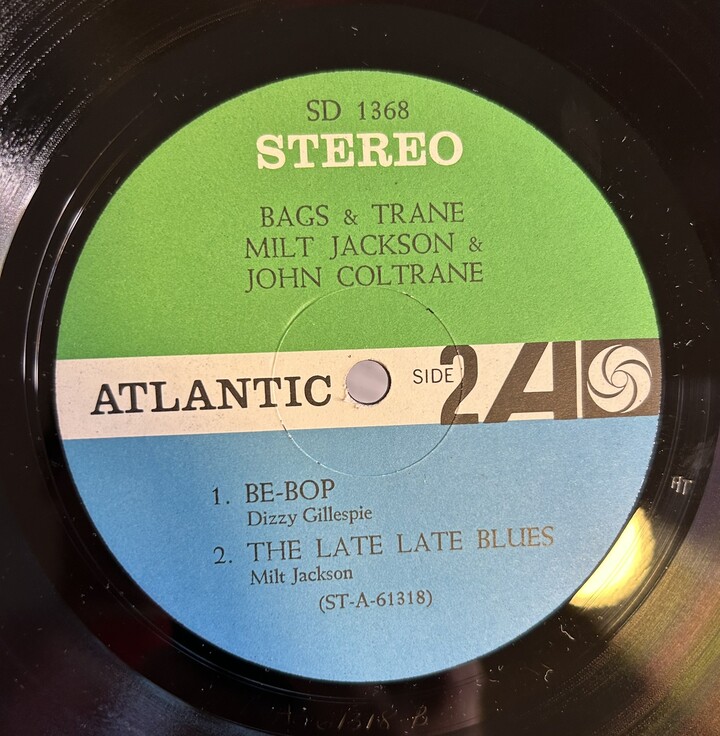 SD 1368
STEREO
BAGS & TRANE
MILT JACKSON &
JOHN COLTRANE
ATLANTIC SIDE 2 A
1. BE-BOP
Dizzy Gillespie
2. THE LATE LATE BLUES
Milt Jackson
(ST-A-61318)